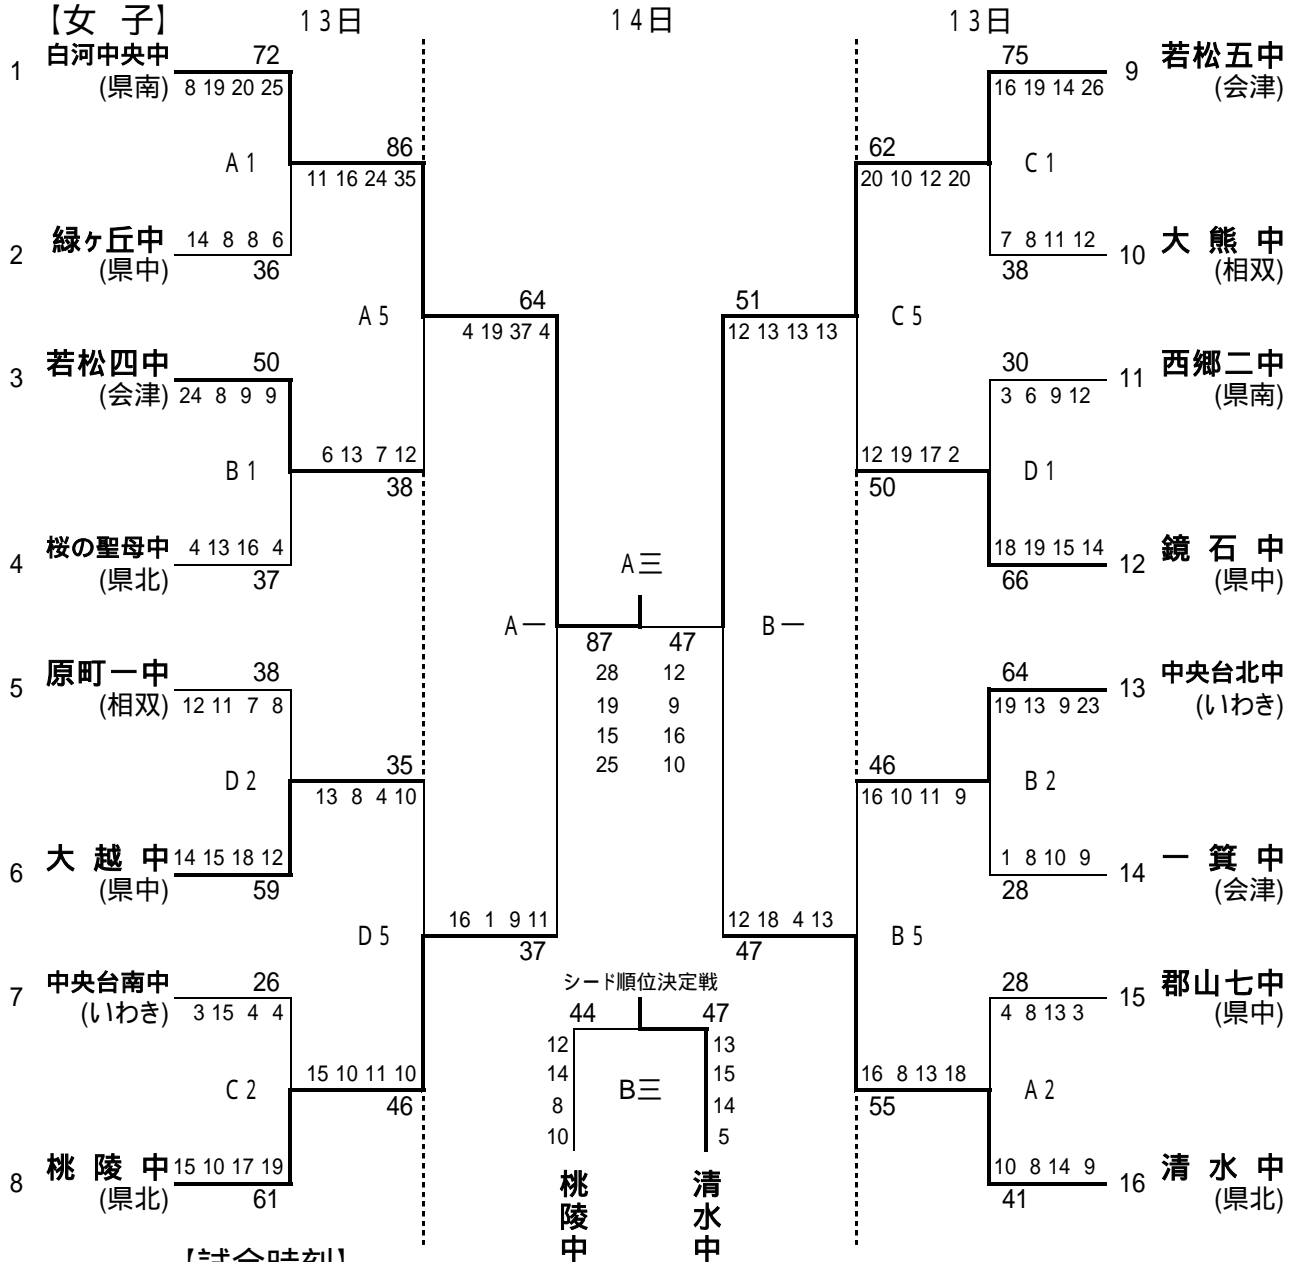 【女 子】 13日 14日 13日
1 白河中央中 (県南) 72
8 19 20 25
A1
2 緑ヶ丘中 (県中) 14 8 8 6
36
86
11 16 24 35
A5
3 若松四中 (会津) 50
24 8 9 9
B1
4 桜の聖母中 (県北) 4 13 16 4
37
6 13 7 12
38
64
4 19 37 4
A一
5 原町一中 (相双) 38
12 11 7 8
D2
6 大越中 (県中) 14 15 18 12
59
35
13 8 4 10
D5
7 中央台南中 (いわき) 26
3 15 4 4
C2
8 桃陵中 (県北) 15 10 17 19
61
15 10 11 10
46
16 1 9 11
37
A三
87 47
28 12
19 9
15 16
25 10
シード順位決定戦
44 47
12 13
14 15
8 14
10 5
B三
桃陵中
清水中
75 9 若松五中 (会津)
16 19 14 26
C1
7 8 11 12 10 大熊中 (相双)
38
62
20 10 12 20
C5
30 11 西郷二中 (県南)
3 6 9 12
D1
18 19 15 14 12 鏡石中 (県中)
66
12 19 17 2
50
51
12 13 13 13
B一
64 13 中央台北中 (いわき)
19 13 9 23
B2
1 8 10 9 14 一箕中 (会津)
28
46
16 10 11 9
B5
28 15 郡山七中 (県中)
4 8 13 3
A2
10 8 14 9 16 清水中 (県北)
41
16 8 13 18
55
12 18 4 13
47
【試合時刻】